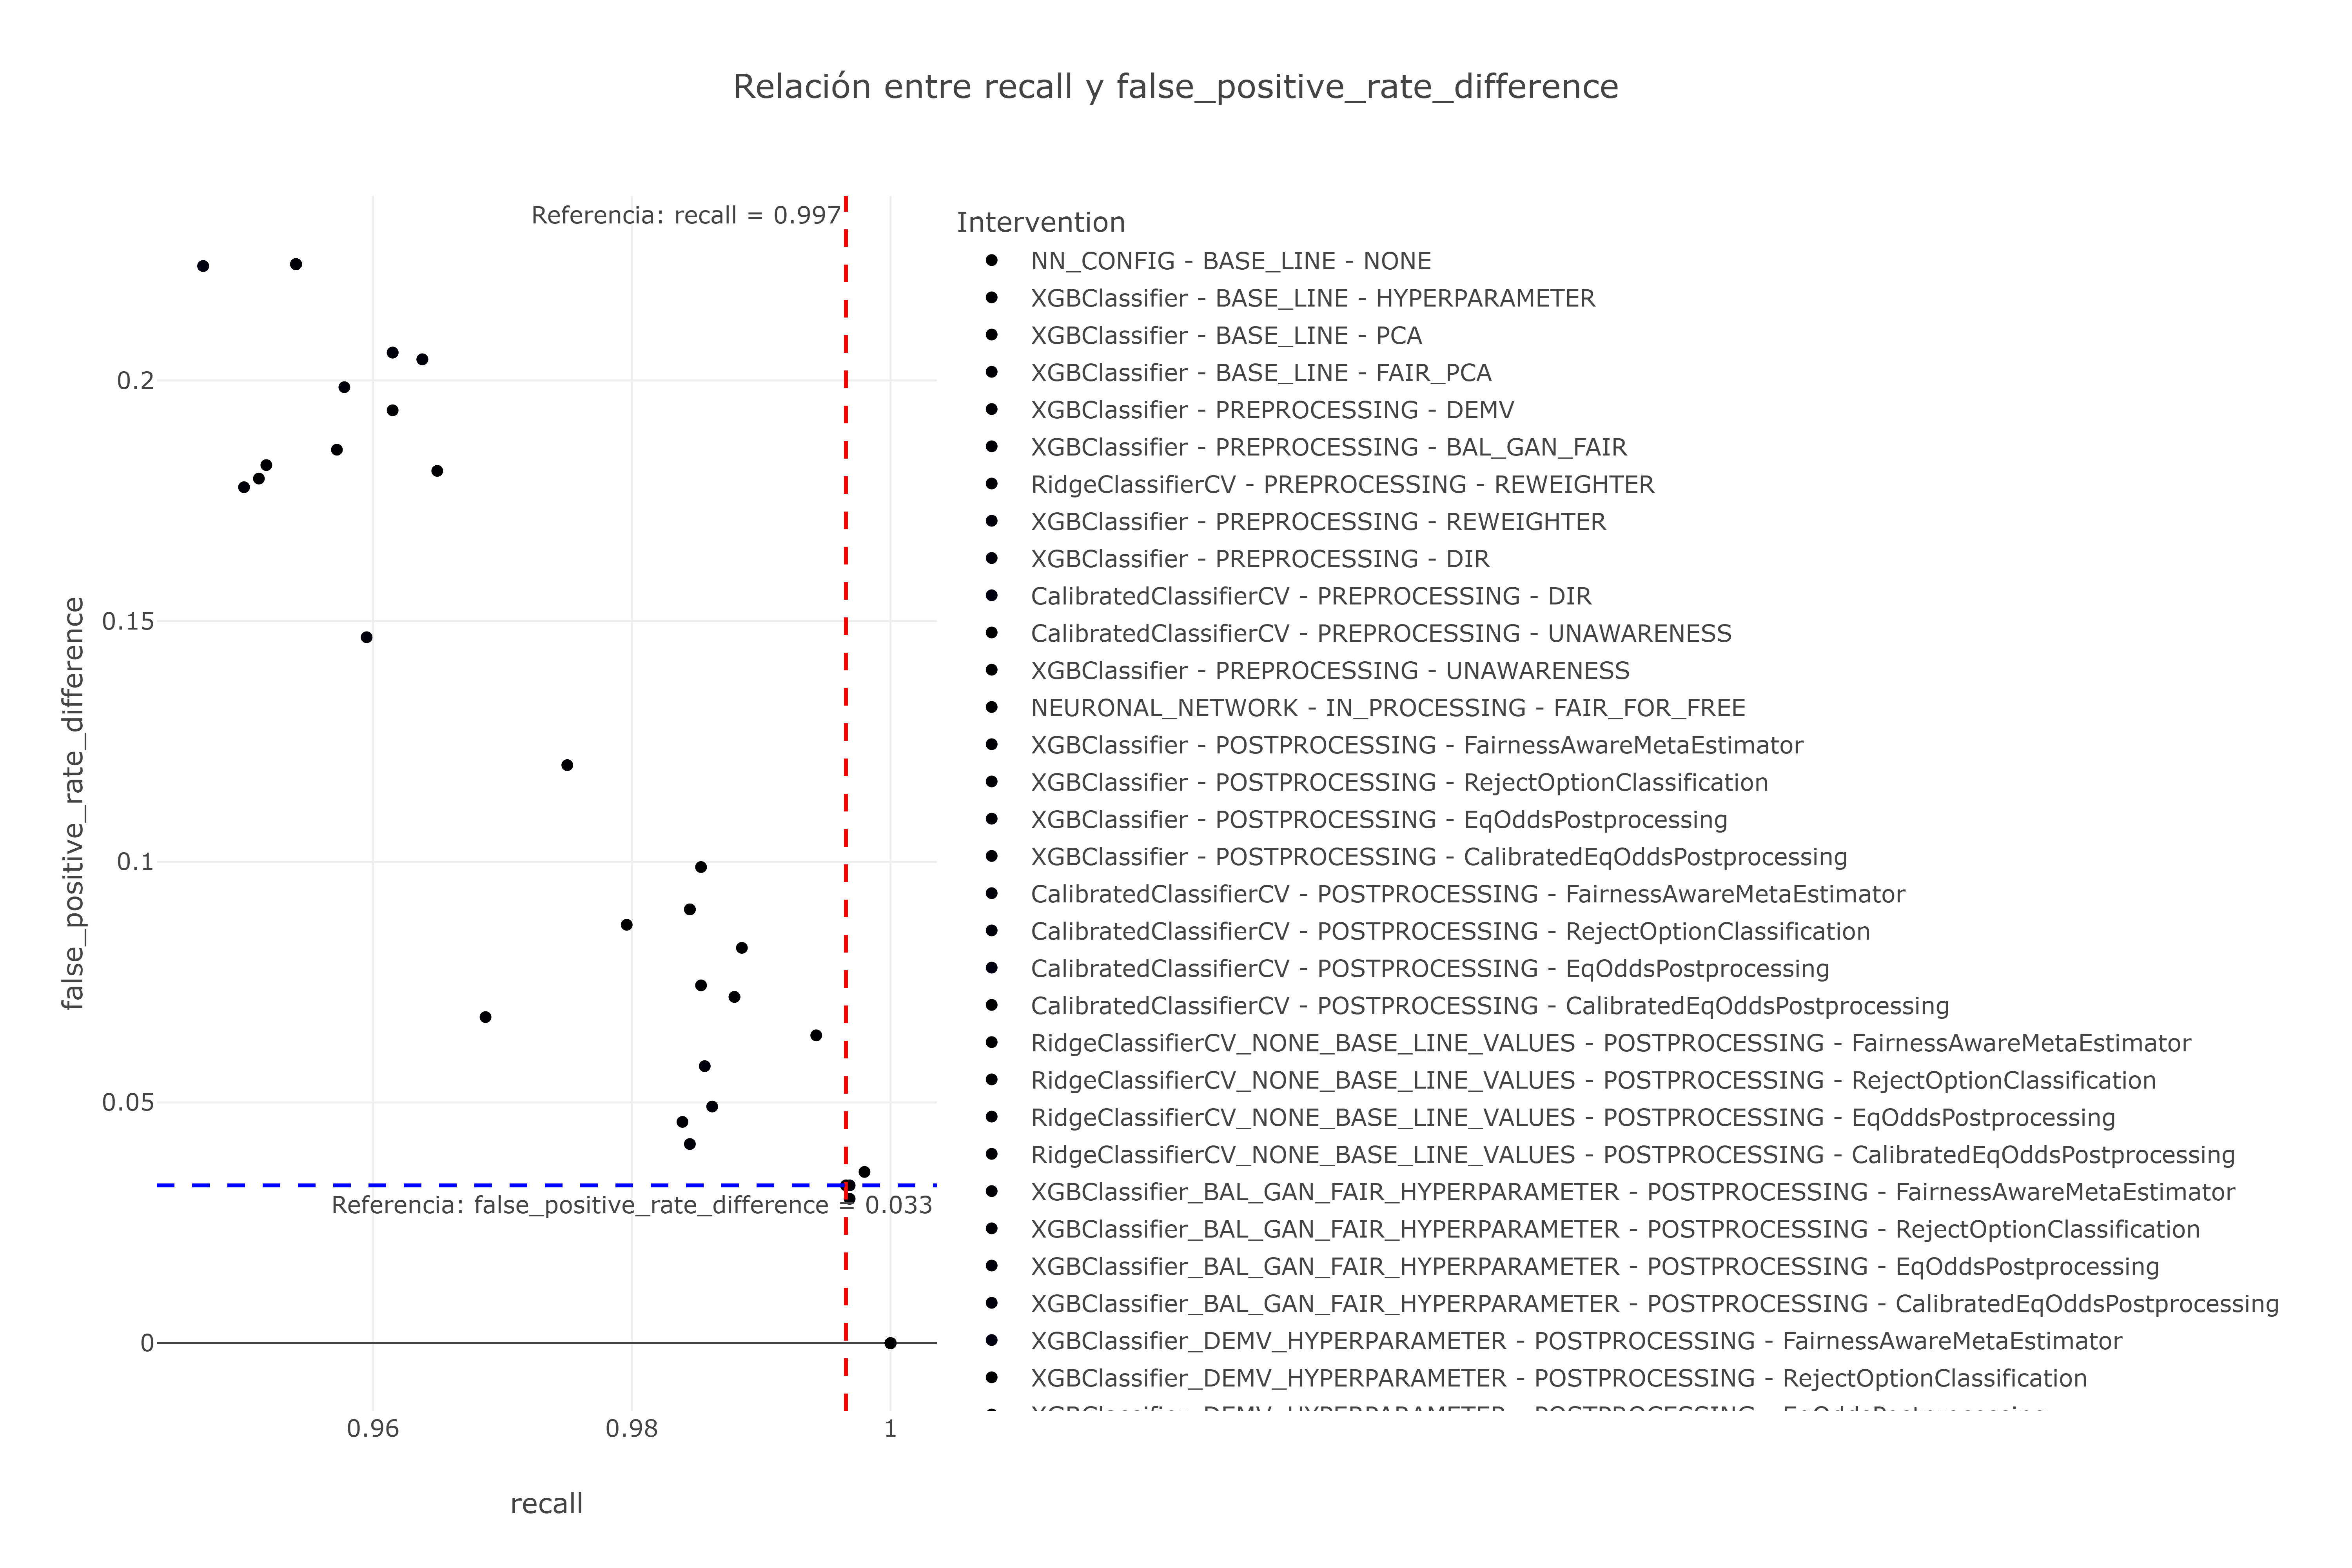 Relación entre recall y false_positive_rate_difference
Referencia: recall = 0.997
Referencia: false_positive_rate_difference = 0.033
false_positive_rate_difference
0.2
0.15
0.1
0.05
0
0.96
0.98
1
recall
Intervention
NN_CONFIG - BASE_LINE - NONE
XGBClassifier - BASE_LINE - HYPERPARAMETER
XGBClassifier - BASE_LINE - PCA
XGBClassifier - BASE_LINE - FAIR_PCA
XGBClassifier - PREPROCESSING - DEMV
XGBClassifier - PREPROCESSING - BAL_GAN_FAIR
RidgeClassifierCV - PREPROCESSING - REWEIGHTER
XGBClassifier - PREPROCESSING - REWEIGHTER
XGBClassifier - PREPROCESSING - DIR
CalibratedClassifierCV - PREPROCESSING - DIR
CalibratedClassifierCV - PREPROCESSING - UNAWARENESS
XGBClassifier - PREPROCESSING - UNAWARENESS
NEURONAL_NETWORK - IN_PROCESSING - FAIR_FOR_FREE
XGBClassifier - POSTPROCESSING - FairnessAwareMetaEstimator
XGBClassifier - POSTPROCESSING - RejectOptionClassification
XGBClassifier - POSTPROCESSING - EqOddsPostprocessing
XGBClassifier - POSTPROCESSING - CalibratedEqOddsPostprocessing
CalibratedClassifierCV - POSTPROCESSING - FairnessAwareMetaEstimator
CalibratedClassifierCV - POSTPROCESSING - RejectOptionClassification
CalibratedClassifierCV - POSTPROCESSING - EqOddsPostprocessing
CalibratedClassifierCV - POSTPROCESSING - CalibratedEqOddsPostprocessing
RidgeClassifierCV_NONE_BASE_LINE_VALUES - POSTPROCESSING - FairnessAwareMetaEstimator
RidgeClassifierCV_NONE_BASE_LINE_VALUES - POSTPROCESSING - RejectOptionClassification
RidgeClassifierCV_NONE_BASE_LINE_VALUES - POSTPROCESSING - EqOddsPostprocessing
RidgeClassifierCV_NONE_BASE_LINE_VALUES - POSTPROCESSING - CalibratedEqOddsPostprocessing
XGBClassifier_BAL_GAN_FAIR_HYPERPARAMETER - POSTPROCESSING - FairnessAwareMetaEstimator
XGBClassifier_BAL_GAN_FAIR_HYPERPARAMETER - POSTPROCESSING - RejectOptionClassification
XGBClassifier_BAL_GAN_FAIR_HYPERPARAMETER - POSTPROCESSING - EqOddsPostprocessing
XGBClassifier_BAL_GAN_FAIR_HYPERPARAMETER - POSTPROCESSING - CalibratedEqOddsPostprocessing
XGBClassifier_DEMV_HYPERPARAMETER - POSTPROCESSING - FairnessAwareMetaEstimator
XGBClassifier_DEMV_HYPERPARAMETER - POSTPROCESSING - RejectOptionClassification